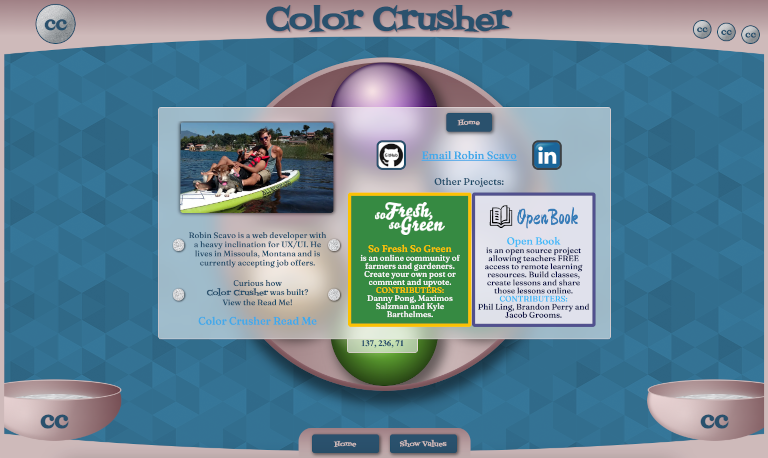 cc
Color Crusher
cc
cc
cc
Home
GitHub
Email Robin Scavo
in
Other Projects:
Robin Scavo is a web developer with
a heavy inclination for UX/UI. He
lives in Missoula, Montana and is
currently accepting job offers.
Curious how
Color Crusher was built?
View the Read Me!
Color Crusher Read Me
so Fresh,
so Green
So Fresh So Green
is an online community of
farmers and gardeners.
Create your own post or
comment and upvote.
CONTRIBUTERS:
Danny Pong, Maximos
Salzman and Kyle
Barthelmes.
OpenBook
Open Book
is an open source project
allowing teachers FREE
access to remote learning
resources. Build classes,
create lessons and share
those lessons online.
CONTRIBUTERS:
Phil Ling, Brandon Perry and
Jacob Grooms.
137, 236, 71
cc
cc
Home
Show Values